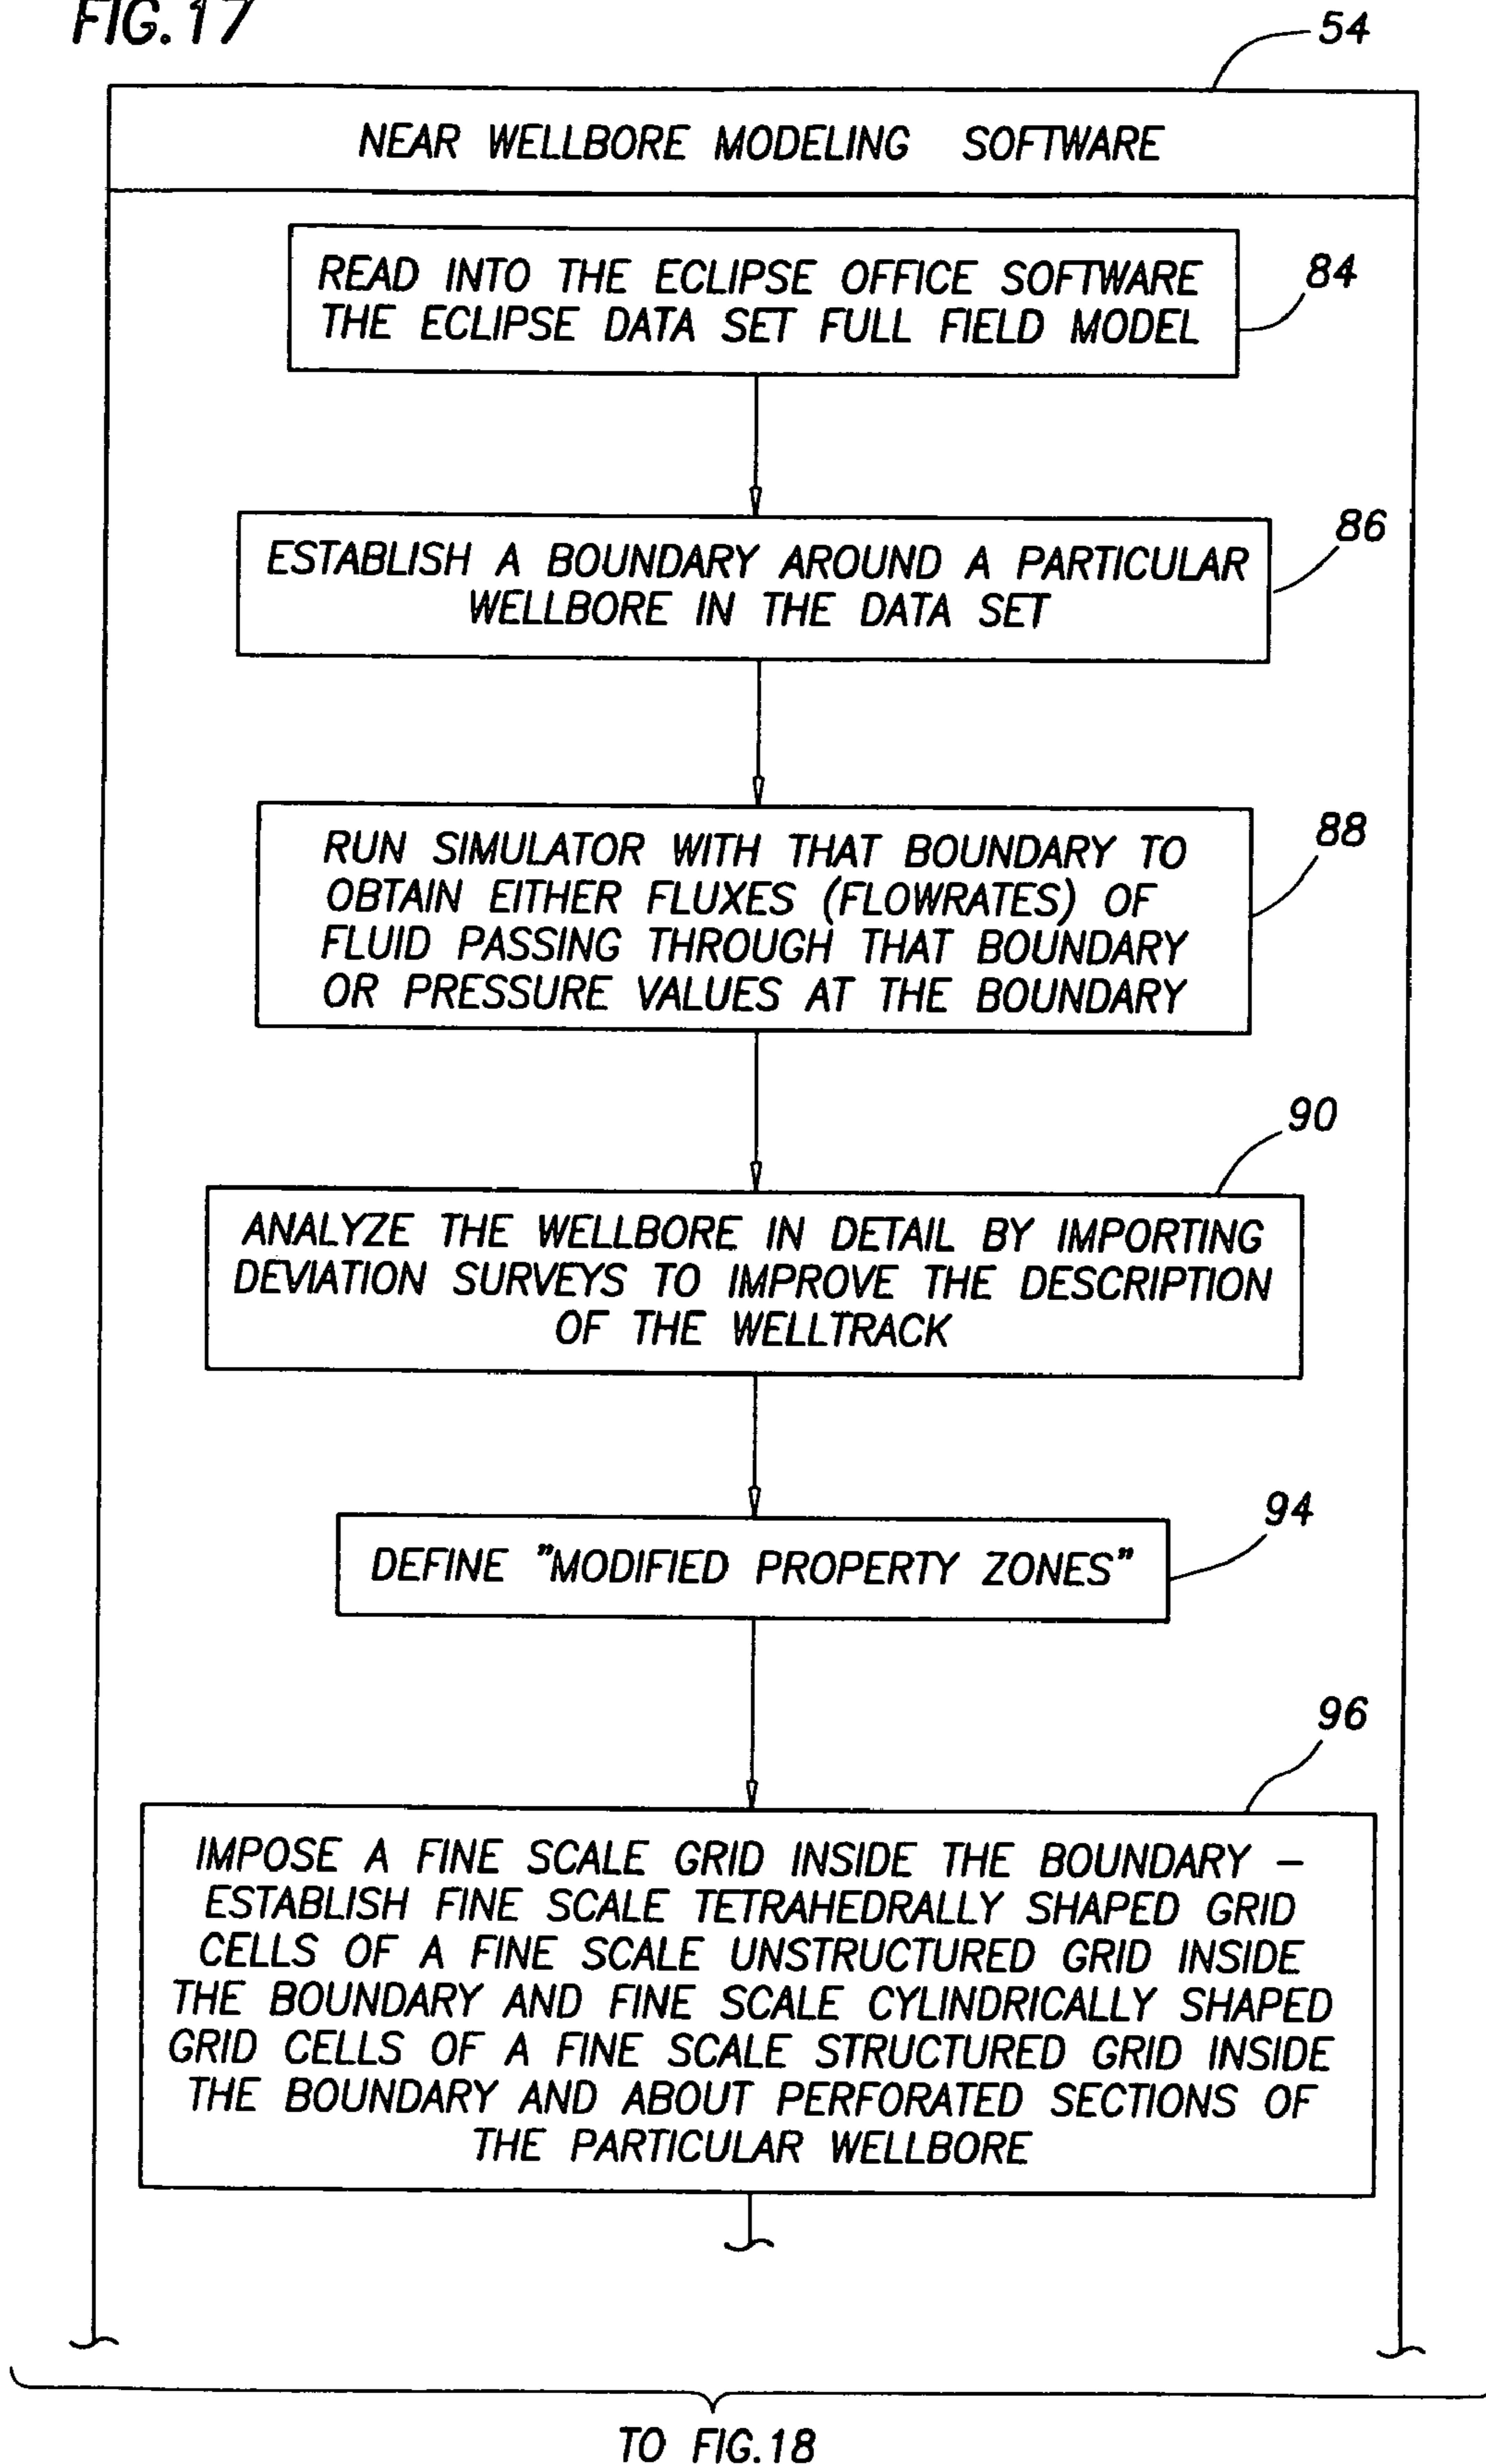 FIG. 17
54
NEAR WELLBORE MODELING SOFTWARE
READ INTO THE ECLIPSE OFFICE SOFTWARE
THE ECLIPSE DATA SET FULL FIELD MODEL
84
ESTABLISH A BOUNDARY AROUND A PARTICULAR
WELLBORE IN THE DATA SET
86
RUN SIMULATOR WITH THAT BOUNDARY TO
OBTAIN EITHER FLUXES (FLOWRATES) OF
FLUID PASSING THROUGH THAT BOUNDARY
OR PRESSURE VALUES AT THE BOUNDARY
88
90
ANALYZE THE WELLBORE IN DETAIL BY IMPORTING
DEVIATION SURVEYS TO IMPROVE THE DESCRIPTION
OF THE WELLTRACK
94
DEFINE "MODIFIED PROPERTY ZONES"
96
IMPOSE A FINE SCALE GRID INSIDE THE BOUNDARY –
ESTABLISH FINE SCALE TETRAHEDRALLY SHAPED GRID
CELLS OF A FINE SCALE UNSTRUCTURED GRID INSIDE
THE BOUNDARY AND FINE SCALE CYLINDRICALLY SHAPED
GRID CELLS OF A FINE SCALE STRUCTURED GRID INSIDE
THE BOUNDARY AND ABOUT PERFORATED SECTIONS OF
THE PARTICULAR WELLBORE
TO FIG.18